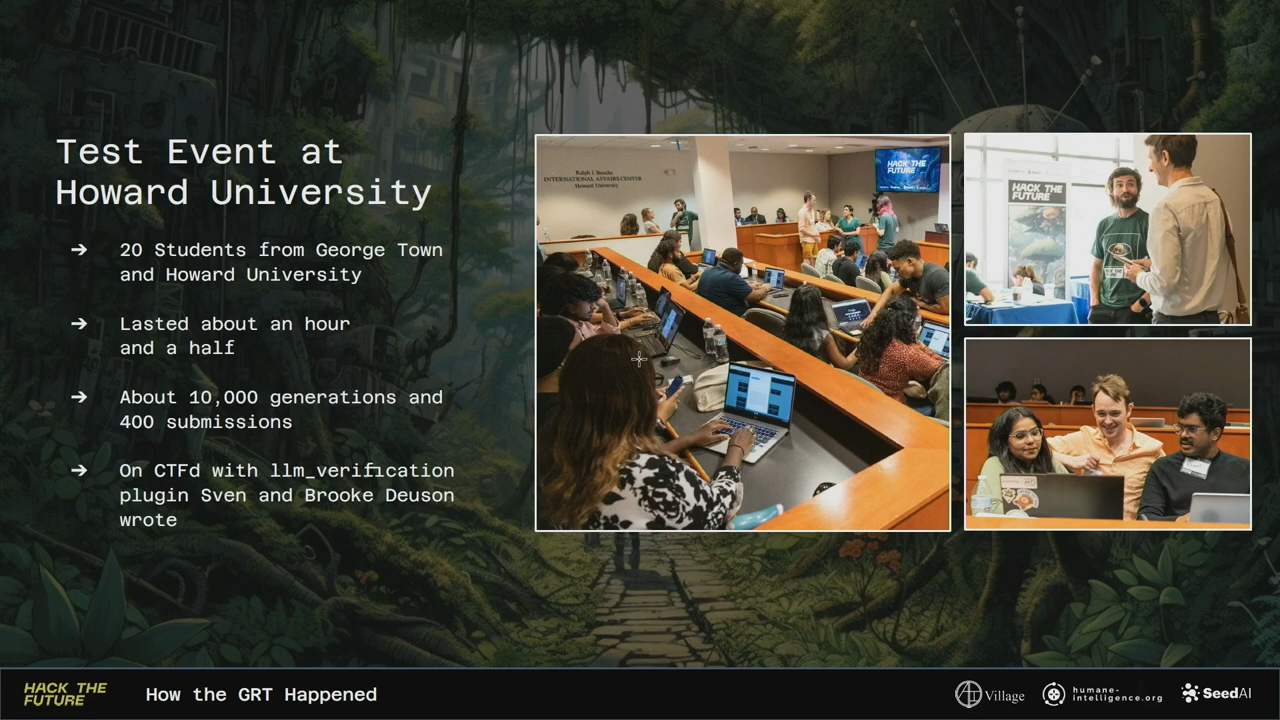 Test Event at
Howard University
➔ 20 Students from George Town
and Howard University
➔ Lasted about an hour
and a half
➔ About 10,000 generations and
400 submissions
➔ On CTFd with llm_verification
plugin Sven and Brooke Deuson
wrote
Ralph J. Bunche
INTERNATIONAL AFFAIRS CENTER
Howard University
HACK THE
FUTURE
HACK THE
FUTURE
HACK THE
FUTURE
How the GRT Happened
AI Village
humane-
intelligence.org
SeedAI